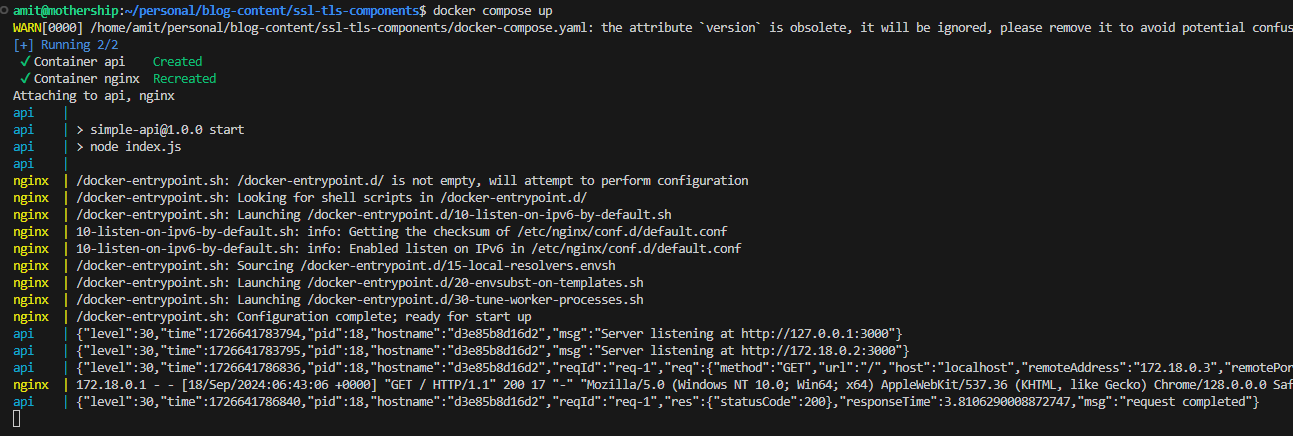 amit@mothership:~/personal/blog-content/ssl-tls-components$ docker compose up
WARN[0000] /home/amit/personal/blog-content/ssl-tls-components/docker-compose.yaml: the attribute `version` is obsolete, it will be ignored, please remove it to avoid potential confus
[+] Running 2/2
✓ Container api    Created
✓ Container nginx  Recreated
Attaching to api, nginx
api    |
api    | > simple-api@1.0.0 start
api    | > node index.js
api    |
nginx  | /docker-entrypoint.sh: /docker-entrypoint.d/ is not empty, will attempt to perform configuration
nginx  | /docker-entrypoint.sh: Looking for shell scripts in /docker-entrypoint.d/
nginx  | /docker-entrypoint.sh: Launching /docker-entrypoint.d/10-listen-on-ipv6-by-default.sh
nginx  | 10-listen-on-ipv6-by-default.sh: info: Getting the checksum of /etc/nginx/conf.d/default.conf
nginx  | 10-listen-on-ipv6-by-default.sh: info: Enabled listen on IPv6 in /etc/nginx/conf.d/default.conf
nginx  | /docker-entrypoint.sh: Sourcing /docker-entrypoint.d/15-local-resolvers.envsh
nginx  | /docker-entrypoint.sh: Launching /docker-entrypoint.d/20-envsubst-on-templates.sh
nginx  | /docker-entrypoint.sh: Launching /docker-entrypoint.d/30-tune-worker-processes.sh
nginx  | /docker-entrypoint.sh: Configuration complete; ready for start up
api    | {"level":30,"time":1726641783794,"pid":18,"hostname":"d3e85b8d16d2","msg":"Server listening at http://127.0.0.1:3000"}
api    | {"level":30,"time":1726641783795,"pid":18,"hostname":"d3e85b8d16d2","msg":"Server listening at http://172.18.0.2:3000"}
api    | {"level":30,"time":1726641786836,"pid":18,"hostname":"d3e85b8d16d2","reqId":"req-1","req":{"method":"GET","url":"/","host":"localhost","remoteAddress":"172.18.0.3","remotePor
nginx  | 172.18.0.1 - - [18/Sep/2024:06:43:06 +0000] "GET / HTTP/1.1" 200 17 "-" "Mozilla/5.0 (Windows NT 10.0; Win64; x64) AppleWebKit/537.36 (KHTML, like Gecko) Chrome/128.0.0.0 Saf
api    | {"level":30,"time":1726641786840,"pid":18,"hostname":"d3e85b8d16d2","reqId":"req-1","res":{"statusCode":200},"responseTime":3.8106290008872747,"msg":"request completed"}